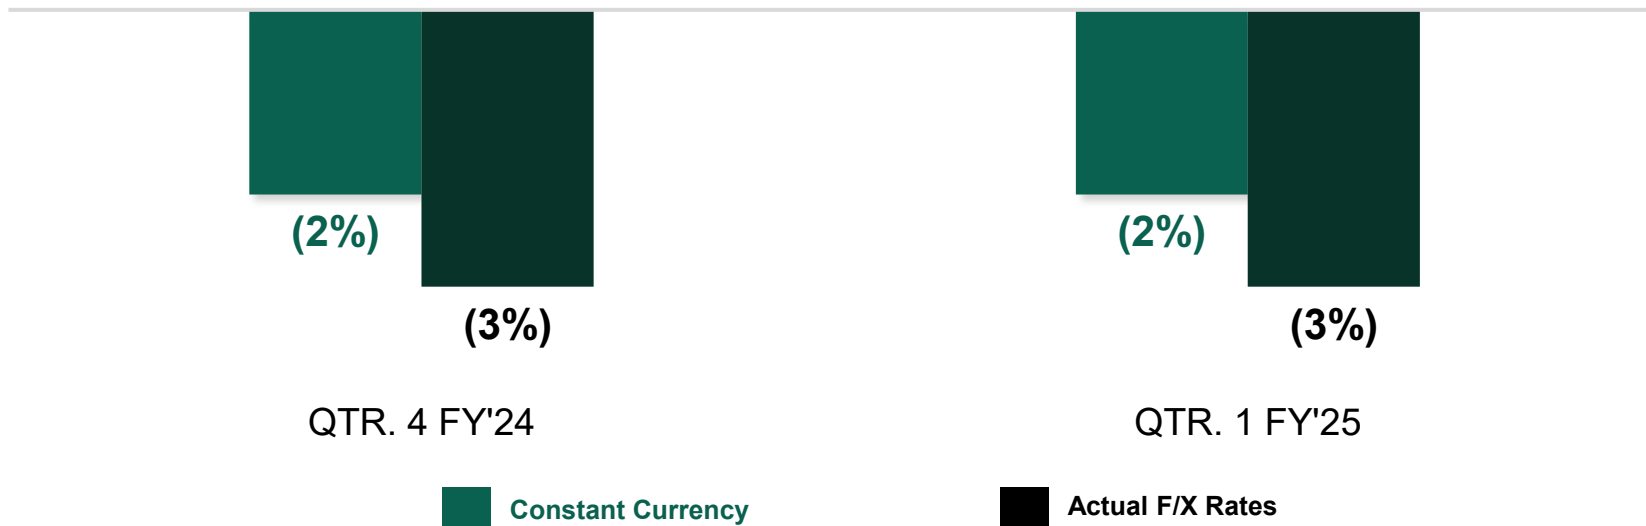 (2%)
(2%)
(3%)
(3%)
QTR. 4 FY'24
QTR. 1 FY'25
Constant Currency
Actual F/X Rates